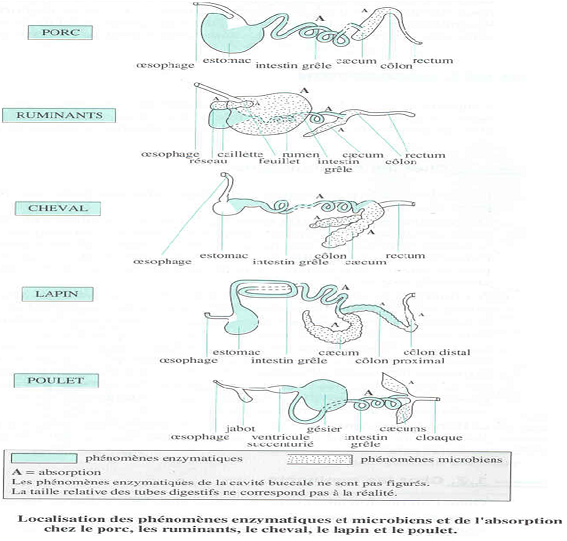 PORC
A
œsophage estomac intestin grêle cæcum côlon rectum
RUMINANTS
A A A A
œsophage caillette rumen cæcum rectum
réseau feuillet intestin côlon
grêle
CHEVAL
A A A
estomac côlon rectum
œsophage intestin grêle cæcum
LAPIN
A A A A
estomac cæcum côlon distal
œsophage intestin grêle côlon proximal
POULET
A A A
jabot gésier cæcums
œsophage ventricule intestin cloaque
succenturié grêle
phénomènes enzymatiques phénomènes microbiens
A = absorption
Les phénomènes enzymatiques de la cavité buccale ne sont pas figurés.
La taille relative des tubes digestifs ne correspond pas à la réalité.
Localisation des phénomènes enzymatiques et microbiens et de l'absorption
chez le porc, les ruminants, le cheval, le lapin et le poulet.